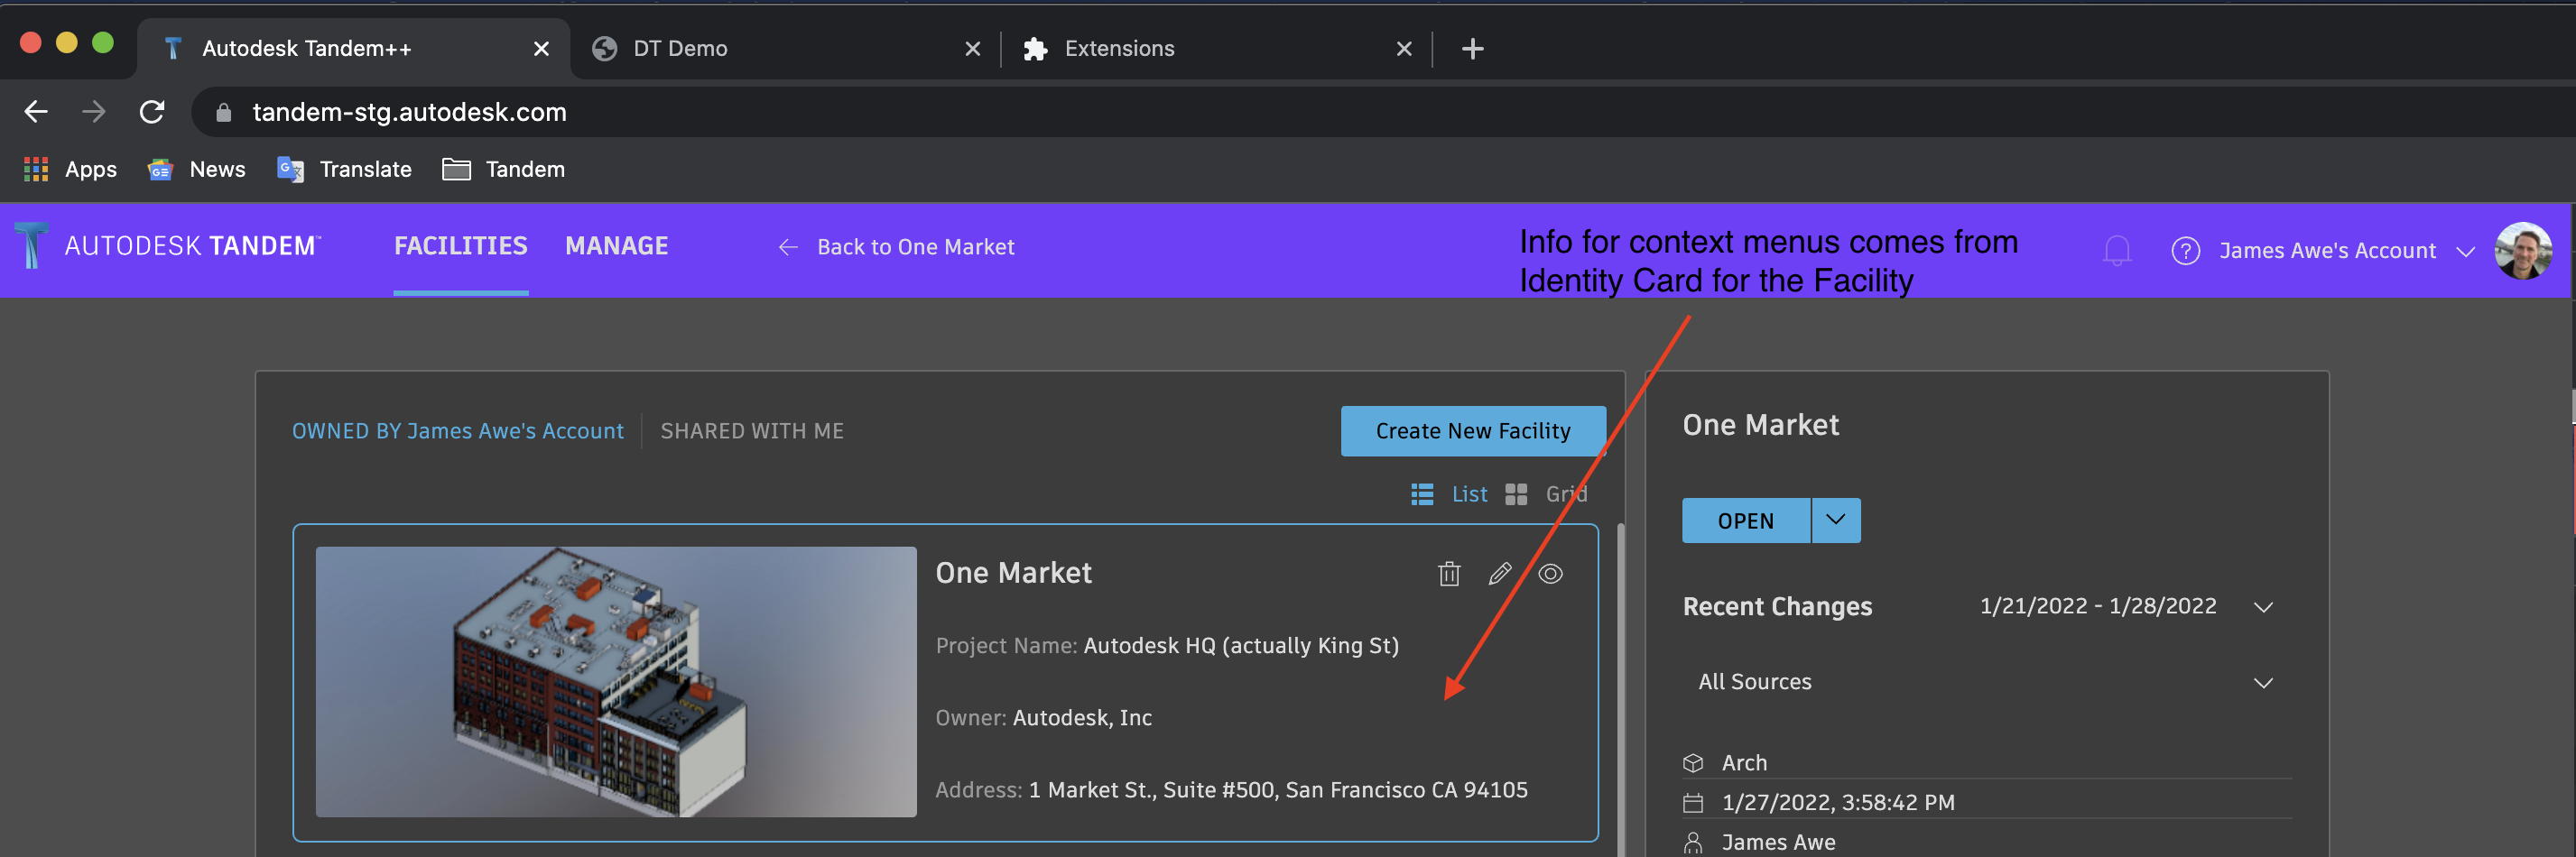 Autodesk Tandem++
DT Demo
Extensions
tandem-stg.autodesk.com
Apps
News
Translate
Tandem
AUTODESK TANDEM™
FACILITIES
MANAGE
← Back to One Market
Info for context menus comes from
Identity Card for the Facility
?
James Awe's Account
OWNED BY James Awe's Account
SHARED WITH ME
Create New Facility
List
Grid
One Market
Project Name: Autodesk HQ (actually King St)
Owner: Autodesk, Inc
Address: 1 Market St., Suite #500, San Francisco CA 94105
One Market
OPEN
Recent Changes
1/21/2022 - 1/28/2022
All Sources
Arch
1/27/2022, 3:58:42 PM
James Awe